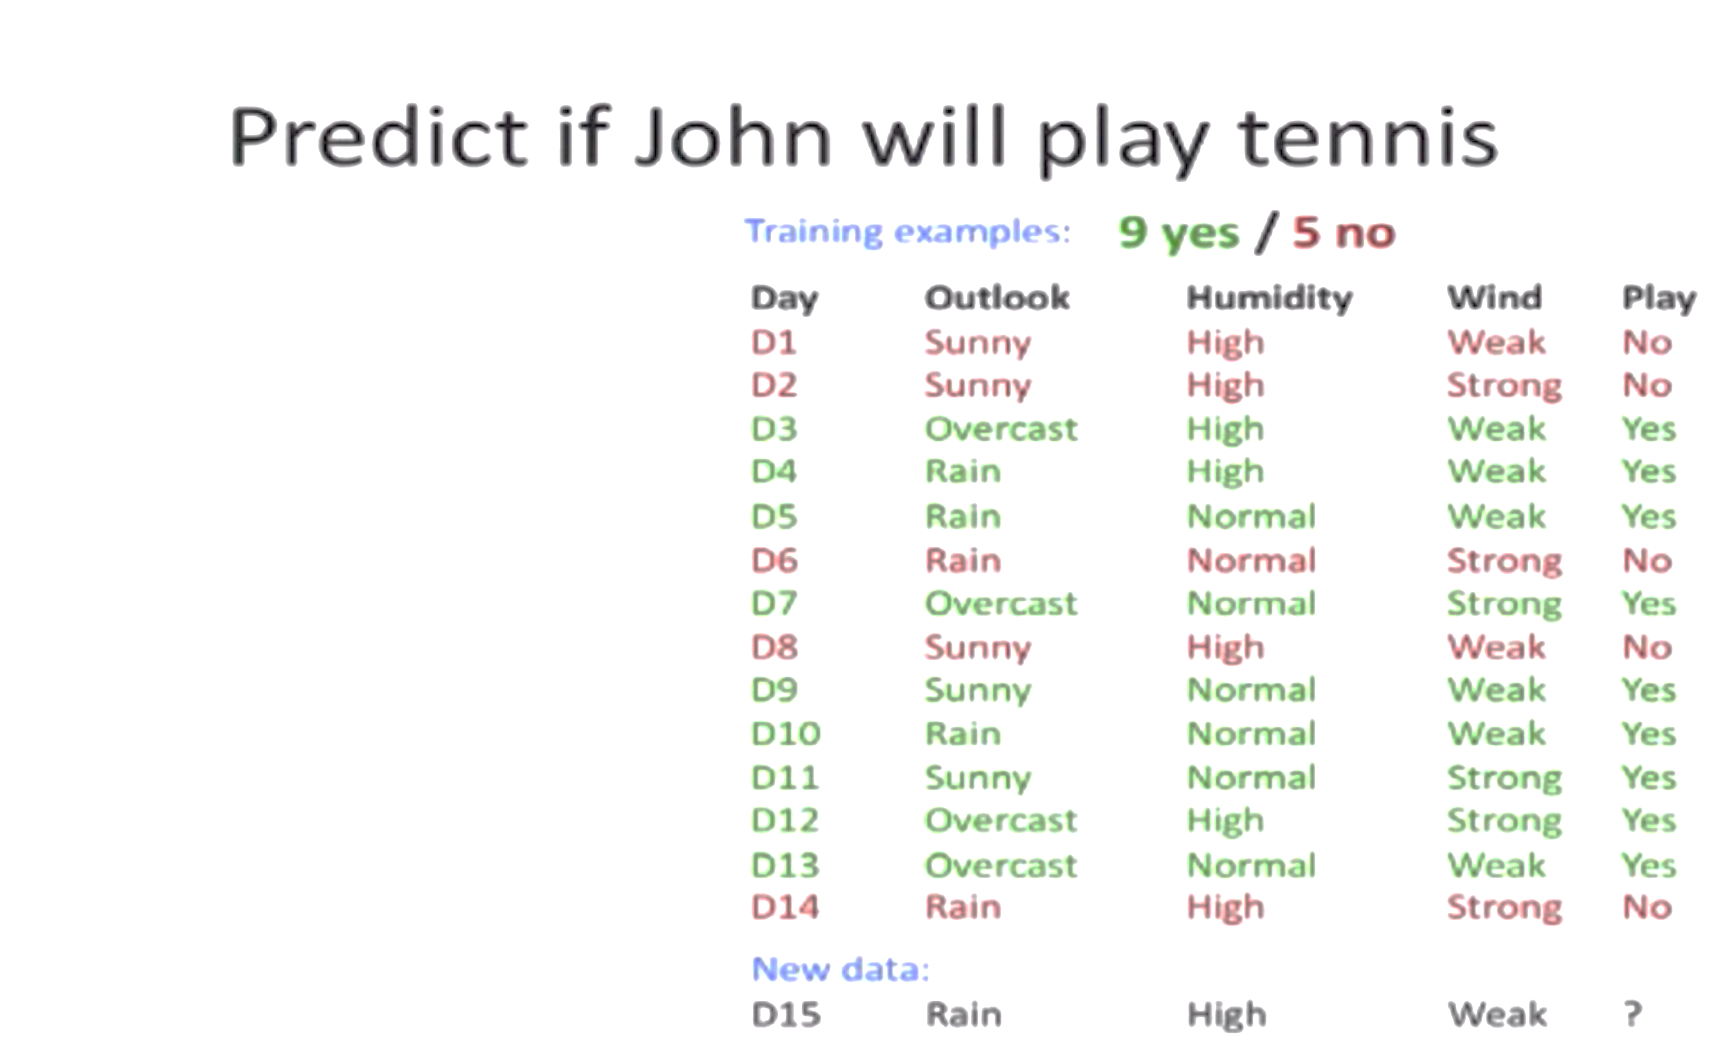 Predict if John will play tennis
Training examples: 9 yes / 5 no
Day Outlook Humidity Wind Play
D1 Sunny High Weak No
D2 Sunny High Strong No
D3 Overcast High Weak Yes
D4 Rain High Weak Yes
D5 Rain Normal Weak Yes
D6 Rain Normal Strong No
D7 Overcast Normal Strong Yes
D8 Sunny High Weak No
D9 Sunny Normal Weak Yes
D10 Rain Normal Weak Yes
D11 Sunny Normal Strong Yes
D12 Overcast High Strong Yes
D13 Overcast Normal Weak Yes
D14 Rain High Strong No
New data:
D15 Rain High Weak ?